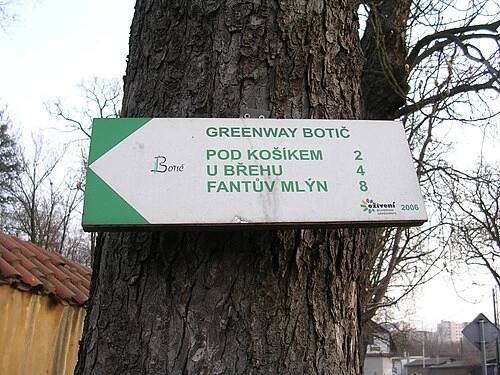 GREENWAY BOTIČ
Botič
POD KOŠÍKEM 2
U BŘEHU 4
FANTŮV MLÝN 8
oživení 2006